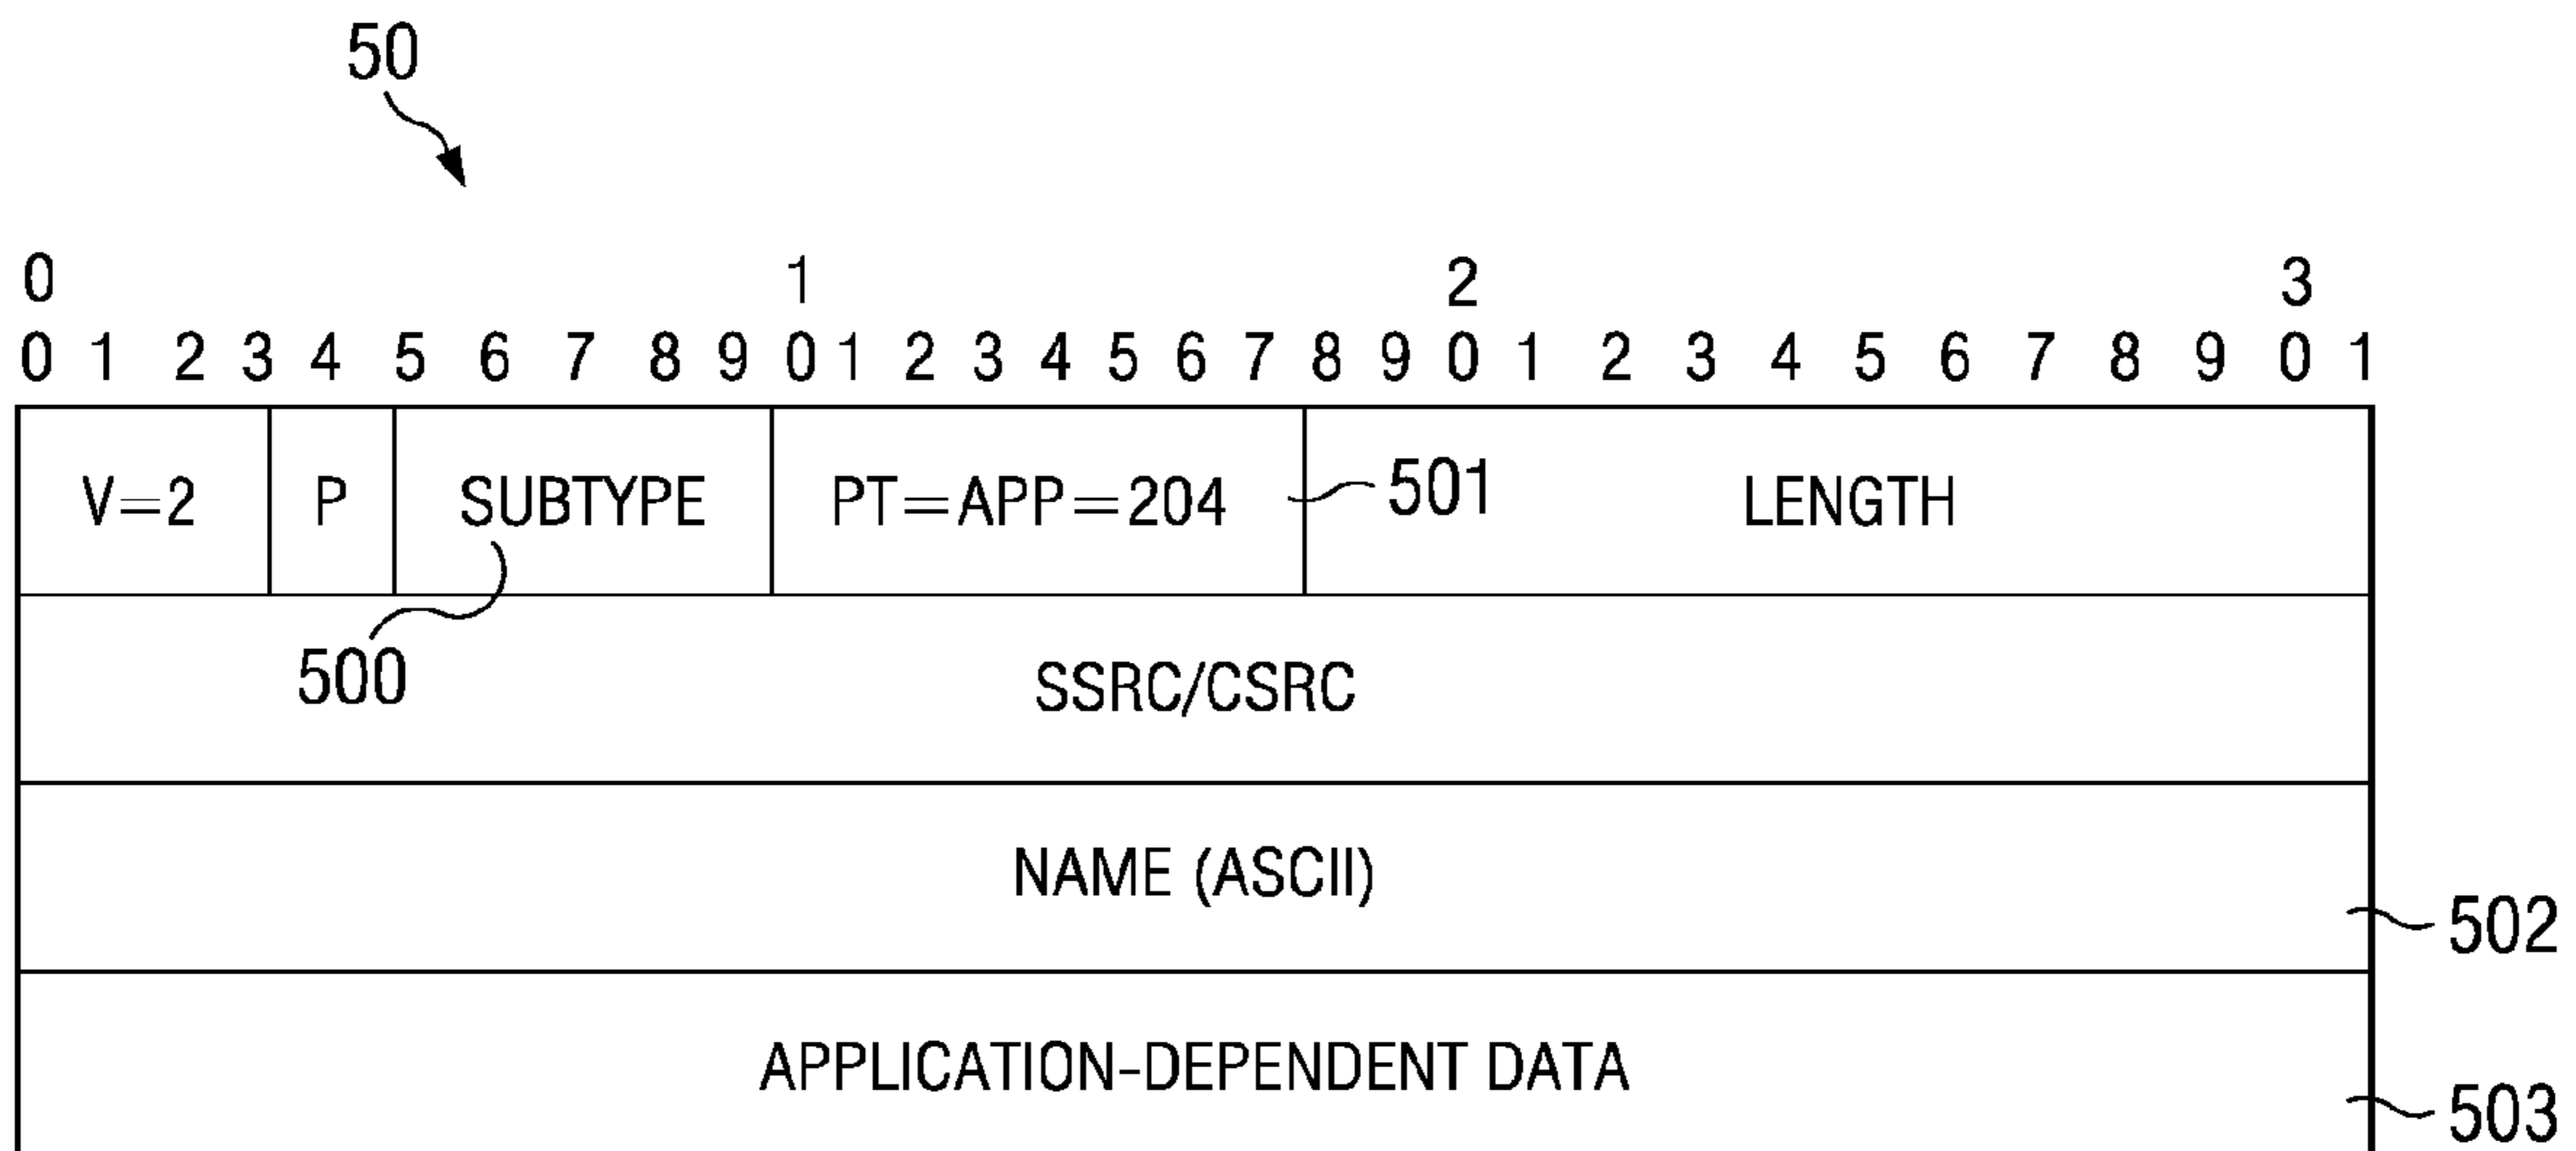 50
0 1 2 3
0 1 2 3 4 5 6 7 8 9 0 1 2 3 4 5 6 7 8 9 0 1 2 3 4 5 6 7 8 9 0 1
V=2 P SUBTYPE PT=APP=204 501 LENGTH
500 SSRC/CSRC
NAME (ASCII)
502
APPLICATION-DEPENDENT DATA
503